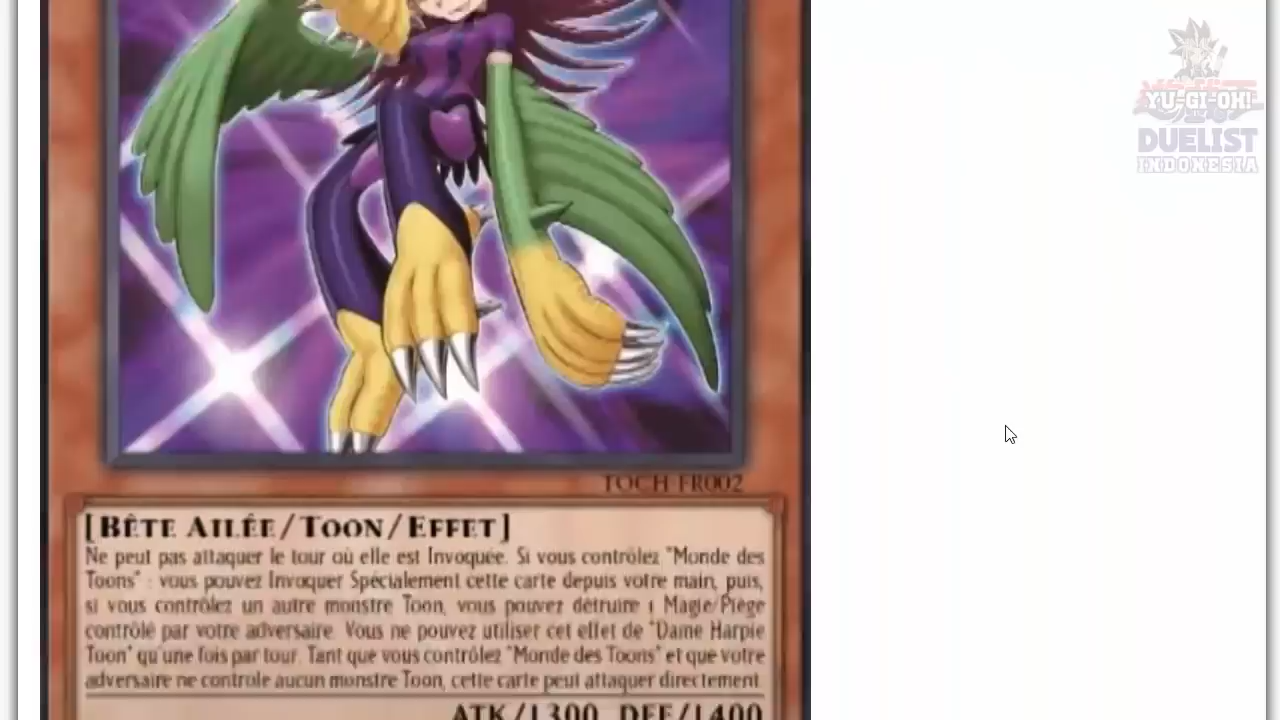 YU-GI-OH!
DUELIST
INDONESIA
TOCH-FR002
[BÊTE AILÉE/TOON/EFFET]
Ne peut pas attaquer le tour où elle est Invoquée. Si vous contrôlez "Monde des
Toons" : vous pouvez Invoquer Spécialement cette carte depuis votre main, puis,
si vous contrôlez un autre monstre Toon, vous pouvez détruire 1 Magie/Piège
contrôlé par votre adversaire. Vous ne pouvez utiliser cet effet de "Dame Harpie
Toon" qu'une fois par tour. Tant que vous contrôlez "Monde des Toons" et que votre
adversaire ne contrôle aucun monstre Toon, cette carte peut attaquer directement.
ATK/1300 DEF/1400